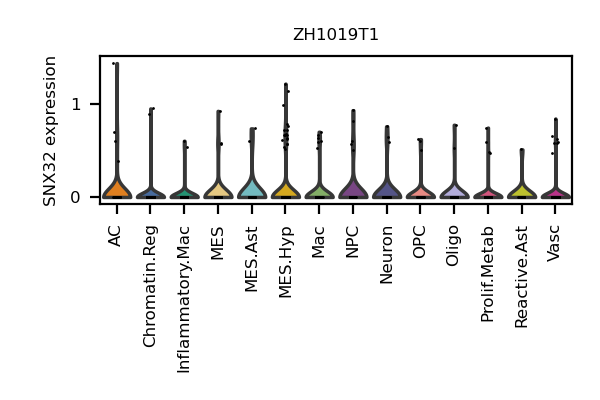 ZH1019T1
SNX32 expression
1
0
AC
Chromatin.Reg
Inflammatory.Mac
MES
MES.Ast
MES.Hyp
Mac
NPC
Neuron
OPC
Oligo
Prolif.Metab
Reactive.Ast
Vasc